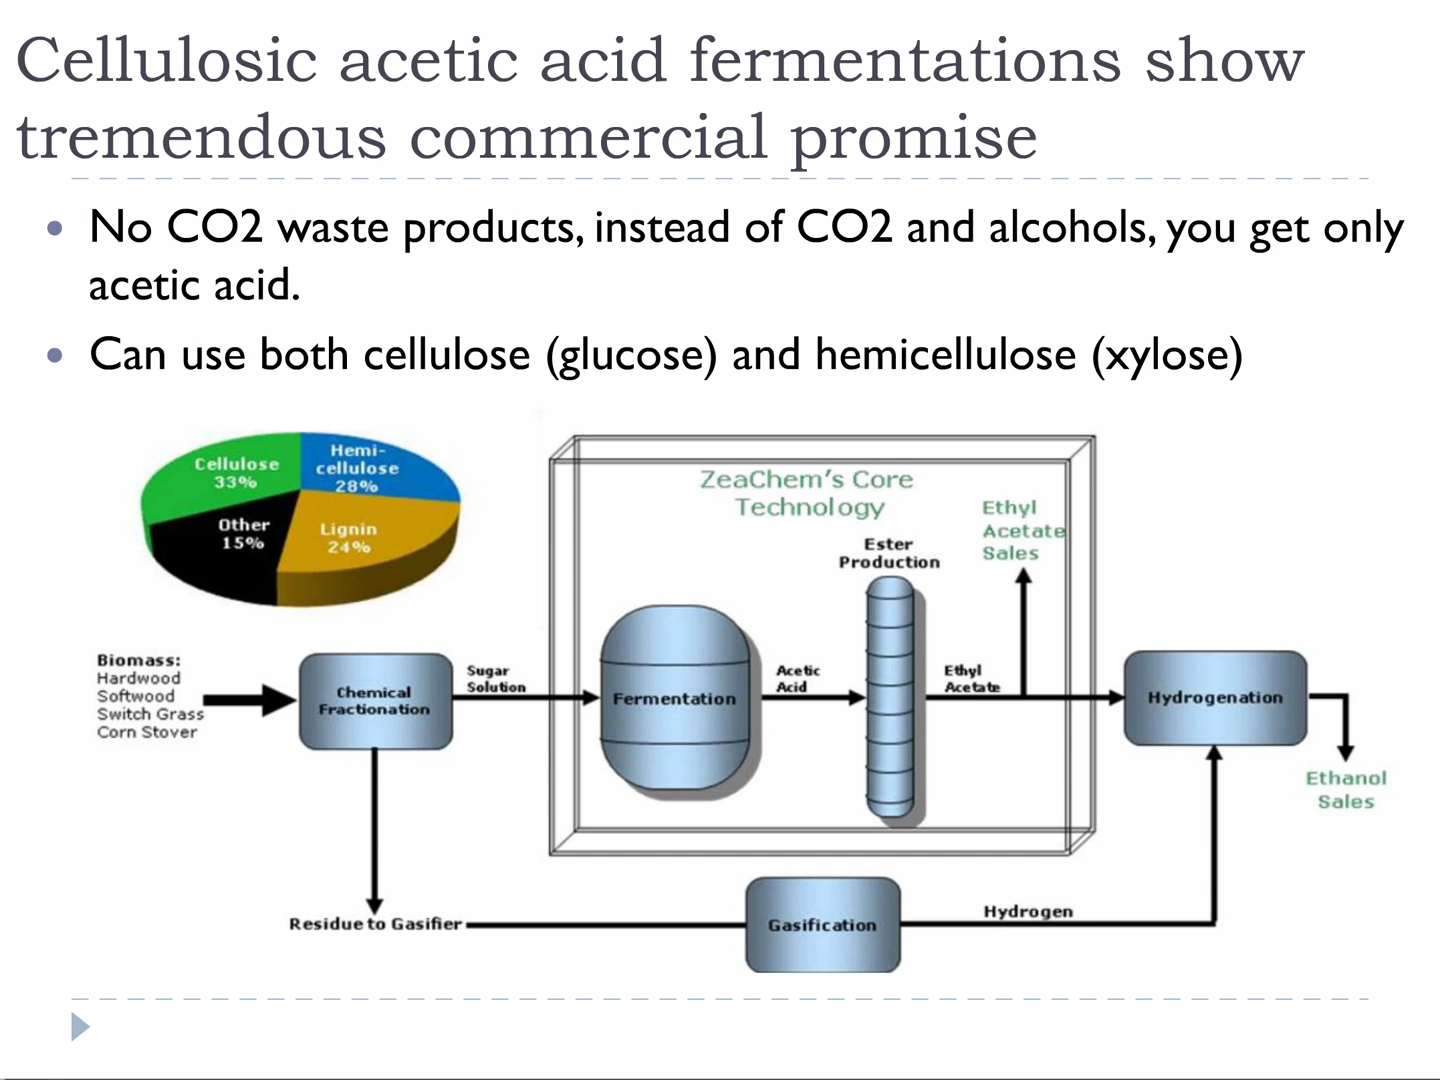 Cellulosic acetic acid fermentations show
tremendous commercial promise
No CO2 waste products, instead of CO2 and alcohols, you get only
acetic acid.
Can use both cellulose (glucose) and hemicellulose (xylose)
Cellulose
33%
Hemi-
cellulose
28%
Other
15%
Lignin
24%
ZeaChem's Core
Technology
Ethyl
Acetate
Sales
Ester
Production
Biomass:
Hardwood
Softwood
Switch Grass
Corn Stover
Chemical
Fractionation
Sugar
Solution
Fermentation
Acetic
Acid
Ethyl
Acetate
Hydrogenation
Ethanol
Sales
Residue to Gasifier
Gasification
Hydrogen